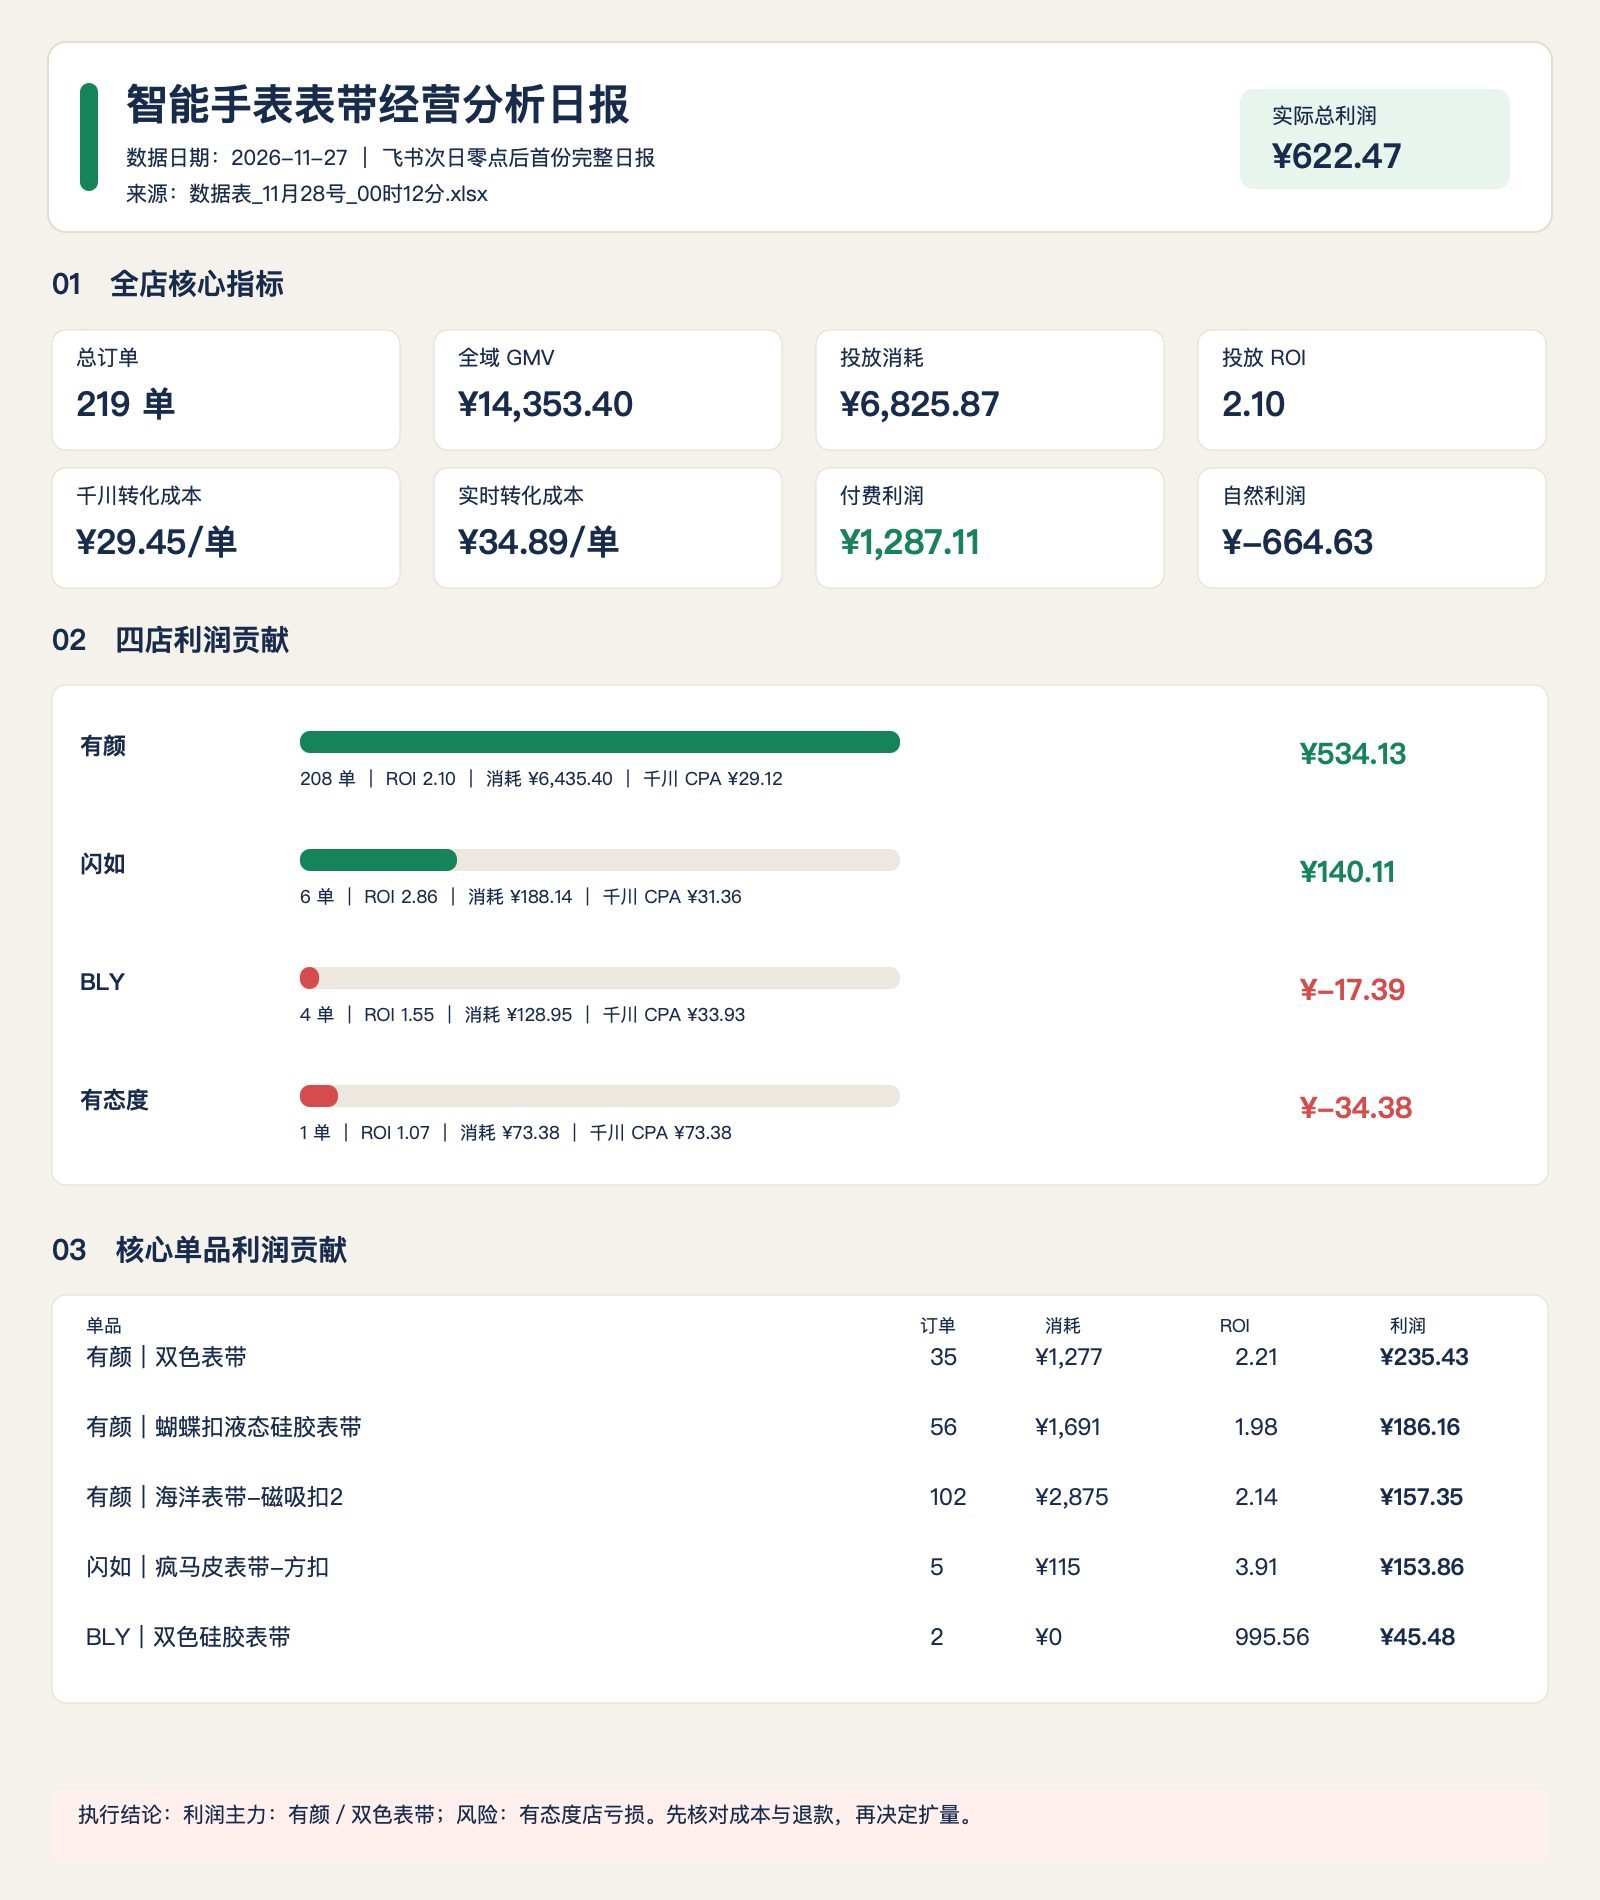 智能手表表带经营分析日报
数据日期：2026-11-27 ｜ 飞书次日零点后首份完整日报
来源：数据表_11月28号_00时12分.xlsx
实际总利润
¥622.47
01 全店核心指标
总订单
219 单
全域 GMV
¥14,353.40
投放消耗
¥6,825.87
投放 ROI
2.10
千川转化成本
¥29.45/单
实时转化成本
¥34.89/单
付费利润
¥1,287.11
自然利润
¥-664.63
02 四店利润贡献
有颜
208 单 ｜ ROI 2.10 ｜ 消耗 ¥6,435.40 ｜ 千川 CPA ¥29.12
¥534.13
闪如
6 单 ｜ ROI 2.86 ｜ 消耗 ¥188.14 ｜ 千川 CPA ¥31.36
¥140.11
BLY
4 单 ｜ ROI 1.55 ｜ 消耗 ¥128.95 ｜ 千川 CPA ¥33.93
¥-17.39
有态度
1 单 ｜ ROI 1.07 ｜ 消耗 ¥73.38 ｜ 千川 CPA ¥73.38
¥-34.38
03 核心单品利润贡献
单品 订单 消耗 ROI 利润
有颜｜双色表带 35 ¥1,277 2.21 ¥235.43
有颜｜蝴蝶扣液态硅胶表带 56 ¥1,691 1.98 ¥186.16
有颜｜海洋表带-磁吸扣2 102 ¥2,875 2.14 ¥157.35
闪如｜疯马皮表带-方扣 5 ¥115 3.91 ¥153.86
BLY｜双色硅胶表带 2 ¥0 995.56 ¥45.48
执行结论：利润主力：有颜 / 双色表带；风险：有态度店亏损。先核对成本与退款，再决定扩量。